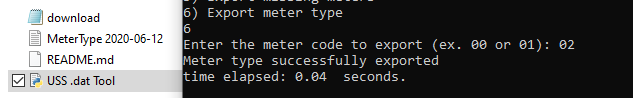 download
MeterType 2020-06-12
README.md
USS .dat Tool
6) Export meter type
6
Enter the meter code to export (ex. 00 or 01): 02
Meter type successfully exported
time elapsed: 0.04  seconds.